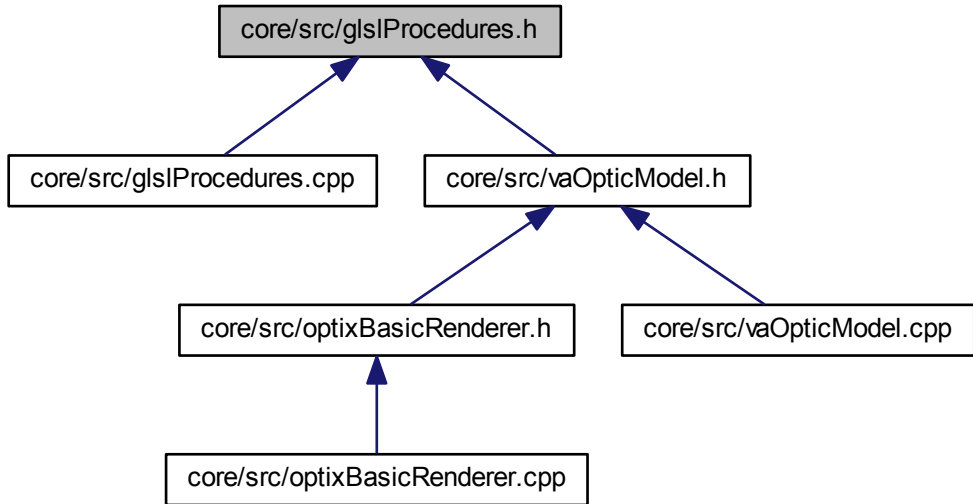 core/src/glslProcedures.h
core/src/glslProcedures.cpp
core/src/vaOpticModel.h
core/src/optixBasicRenderer.h
core/src/vaOpticModel.cpp
core/src/optixBasicRenderer.cpp